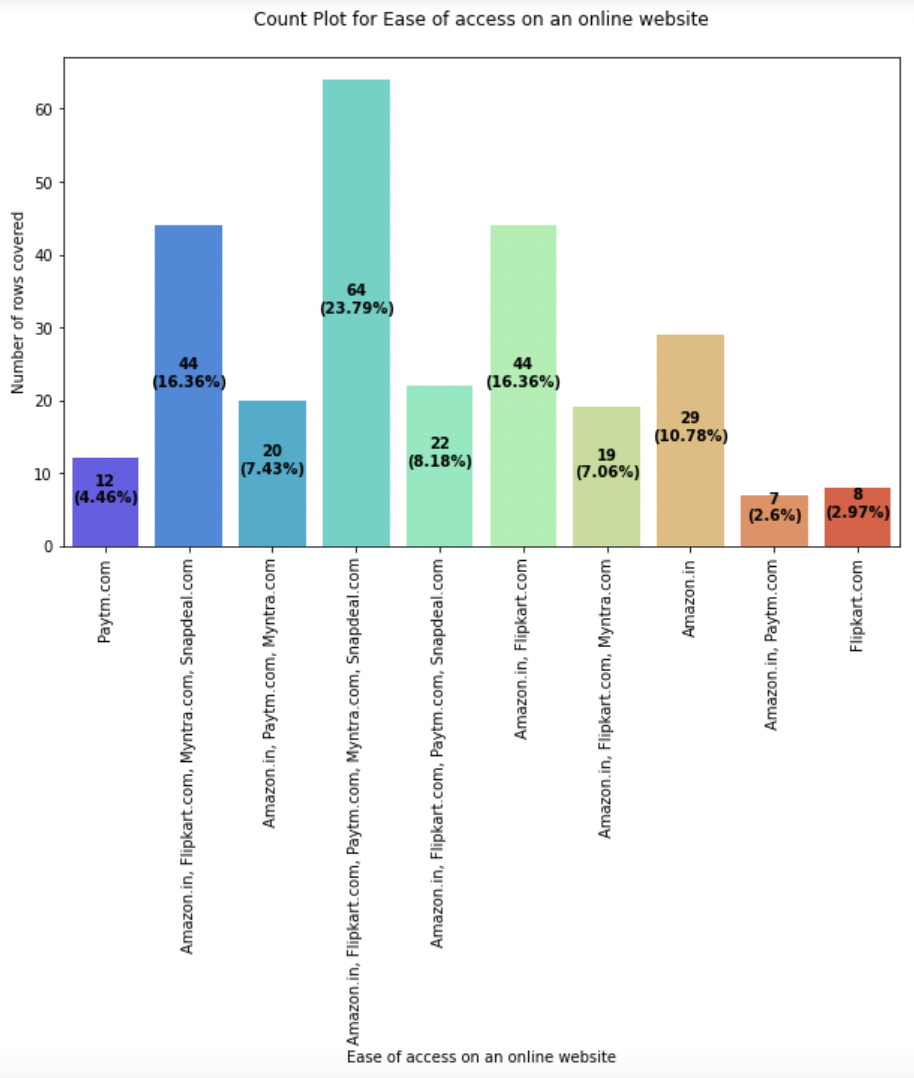 Count Plot for Ease of access on an online website
Number of rows covered
60
50
40
30
20
10
0
12
(4.46%)
44
(16.36%)
20
(7.43%)
64
(23.79%)
22
(8.18%)
44
(16.36%)
19
(7.06%)
29
(10.78%)
7
(2.6%)
8
(2.97%)
Paytm.com
Amazon.in, Flipkart.com, Myntra.com, Snapdeal.com
Amazon.in, Paytm.com, Myntra.com
Amazon.in, Flipkart.com, Paytm.com, Myntra.com, Snapdeal.com
Amazon.in, Flipkart.com, Paytm.com, Snapdeal.com
Amazon.in, Flipkart.com
Amazon.in, Flipkart.com, Myntra.com
Amazon.in
Amazon.in, Paytm.com
Flipkart.com
Ease of access on an online website